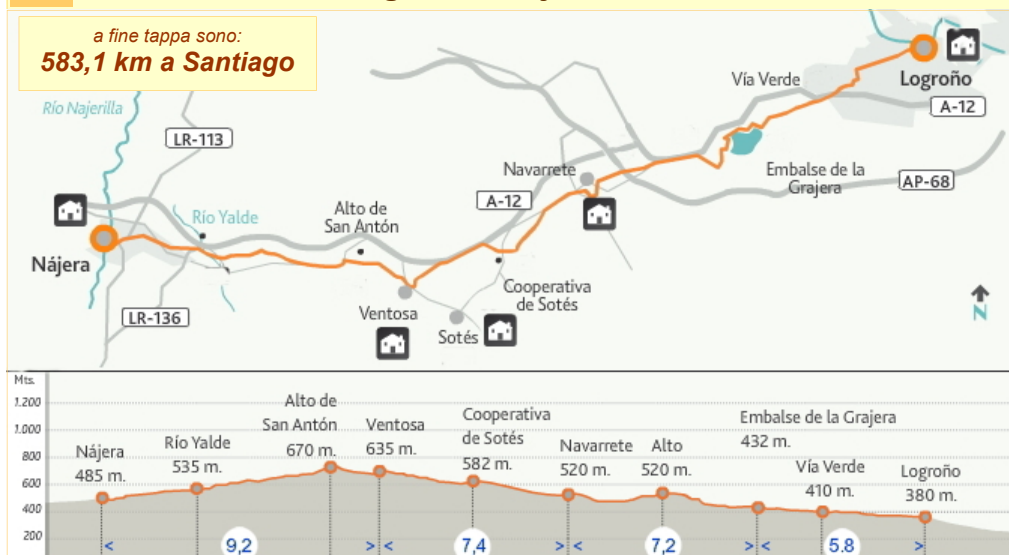 a fine tappa sono:
583,1 km a Santiago
Río Najerilla
LR-113
Vía Verde
Logroño
A-12
Navarrete
Embalse de la
Grajera
AP-68
A-12
Río Yalde
Alto de
San Antón
Nájera
Cooperativa
de Sotés
LR-136
Ventosa
Sotés
N
Mts.
1.200
1.000
800
600
400
200
Nájera
485 m.
Río Yalde
535 m.
Alto de
San Antón
670 m.
Ventosa
635 m.
Cooperativa
de Sotés
582 m.
Navarrete
520 m.
Alto
520 m.
Embalse de la Grajera
432 m.
Vía Verde
410 m.
Logroño
380 m.
< 9,2 > < 7,4 > < 7,2 > < 5.8 >